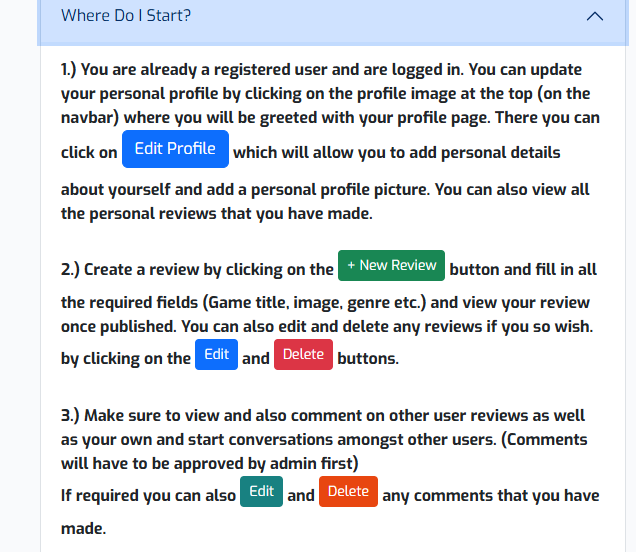 Where Do I Start?
1.) You are already a registered user and are logged in. You can update
your personal profile by clicking on the profile image at the top (on the
navbar) where you will be greeted with your profile page. There you can
click on Edit Profile which will allow you to add personal details
about yourself and add a personal profile picture. You can also view all
the personal reviews that you have made.
2.) Create a review by clicking on the + New Review button and fill in all
the required fields (Game title, image, genre etc.) and view your review
once published. You can also edit and delete any reviews if you so wish.
by clicking on the Edit and Delete buttons.
3.) Make sure to view and also comment on other user reviews as well
as your own and start conversations amongst other users. (Comments
will have to be approved by admin first)
If required you can also Edit and Delete any comments that you have
made.